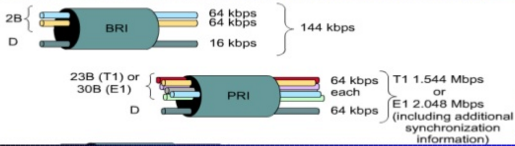 2B
64 kbps
64 kbps
BRI
144 kbps
D
16 kbps
23B (T1) or
30B (E1)
64 kbps
each
PRI
D
64 kbps
T1 1.544 Mbps
or
E1 2.048 Mbps
(including additional
synchronization
information)